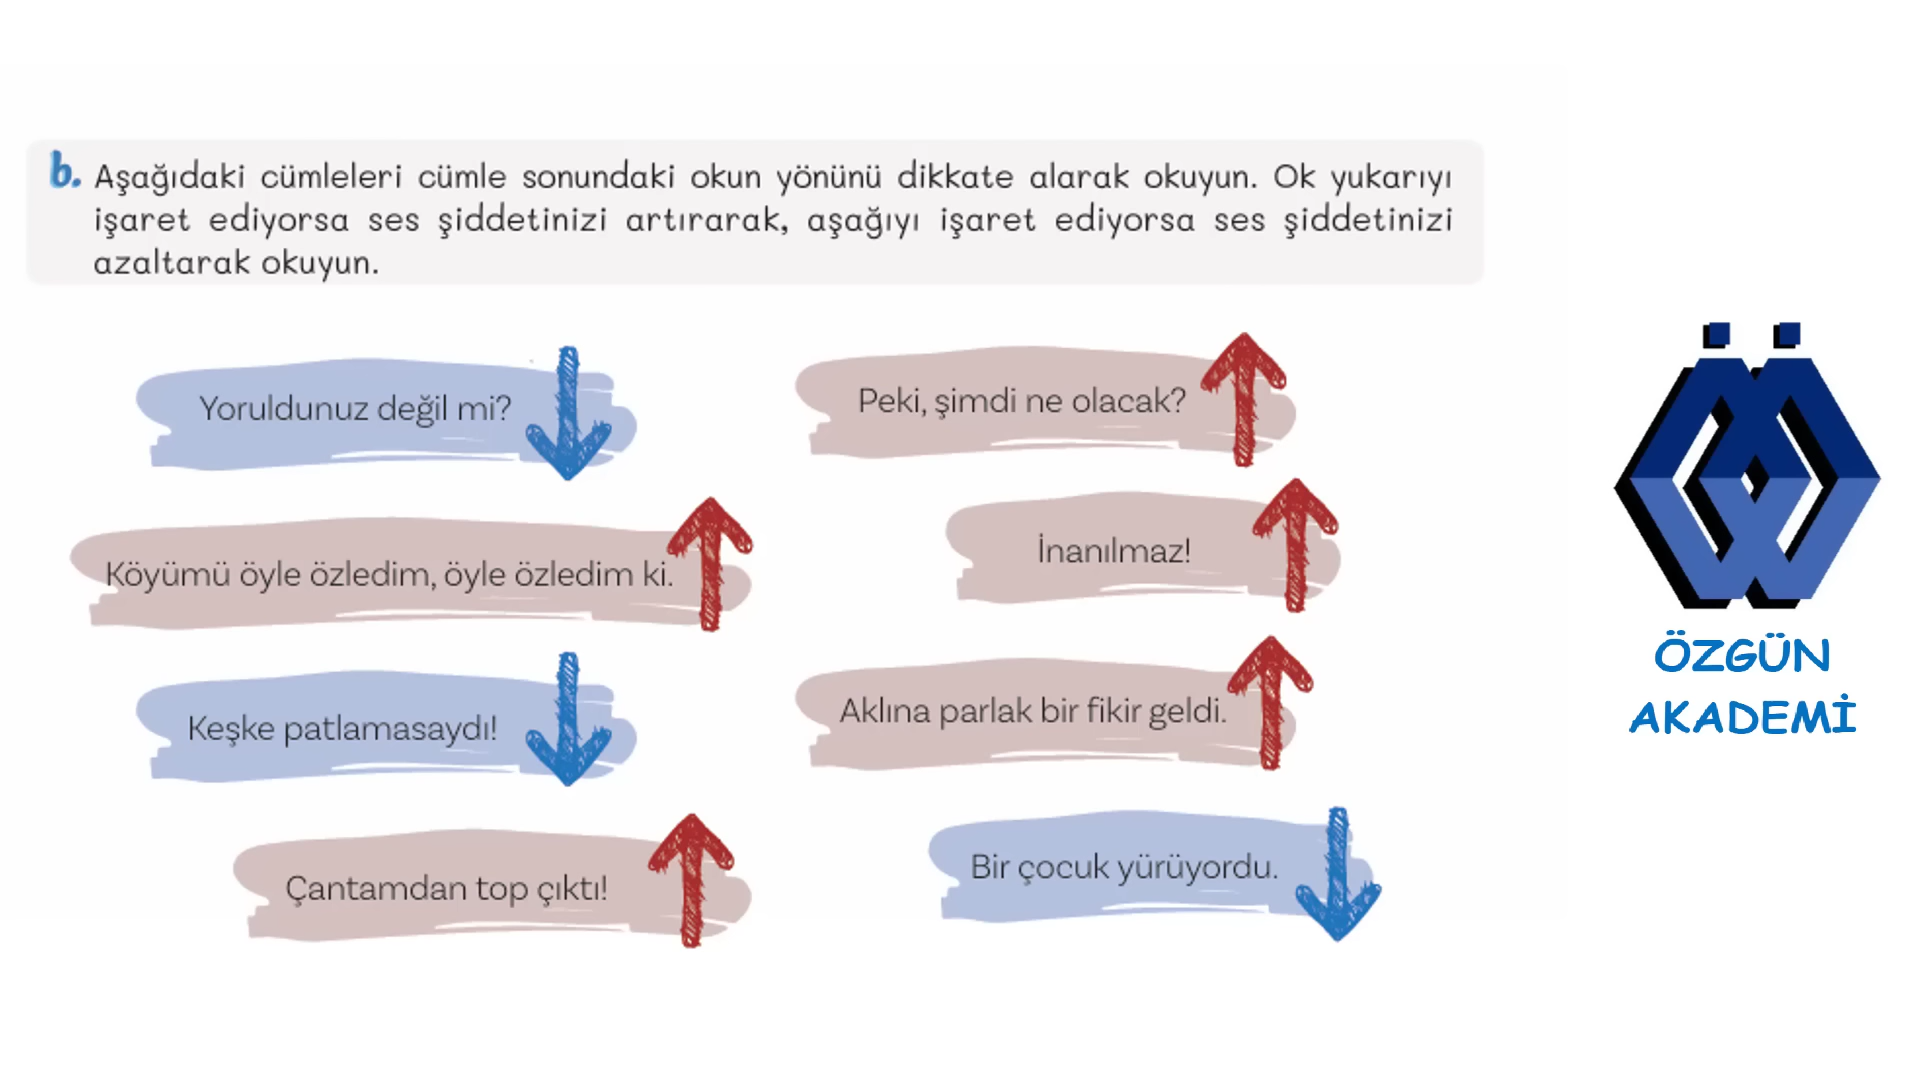 b. Aşağıdaki cümleleri cümle sonundaki okun yönünü dikkate alarak okuyun. Ok yukarıyı
işaret ediyorsa ses şiddetinizi artırarak, aşağıyı işaret ediyorsa ses şiddetinizi
azaltarak okuyun.
Yoruldunuz değil mi?
Peki, şimdi ne olacak?
Köyümü öyle özledim, öyle özledim ki.
İnanılmaz!
Keşke patlamasaydı!
Aklına parlak bir fikir geldi.
Çantamdan top çıktı!
Bir çocuk yürüyordu.
ÖZGÜN
AKADEMİ